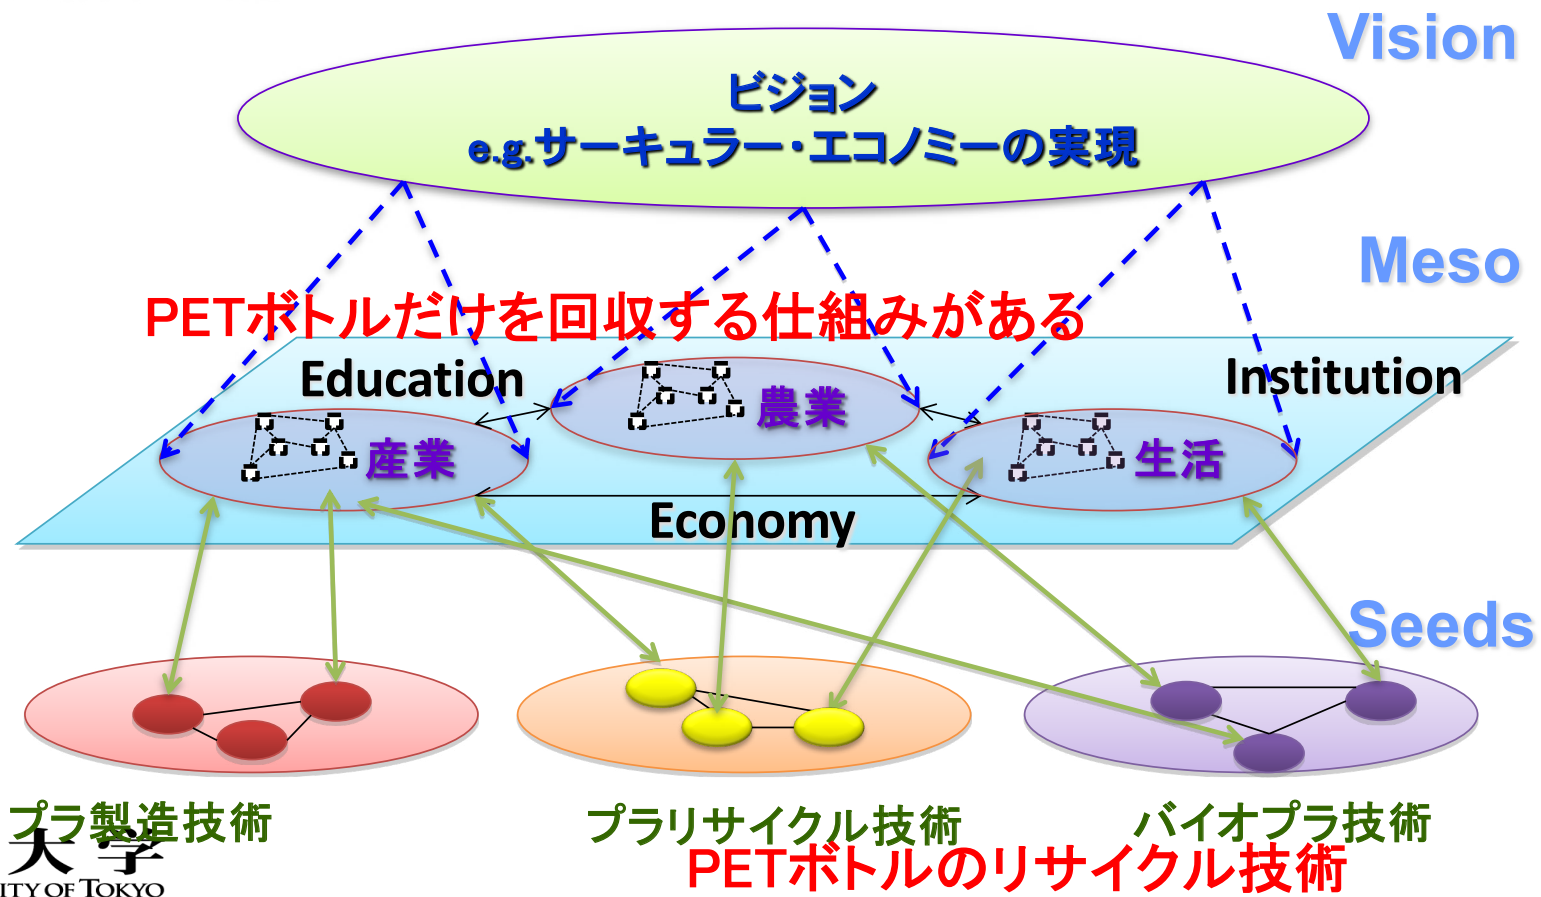 Vision
ビジョン
e.g.サーキュラー・エコノミーの実現
Meso
PETボトルだけを回収する仕組みがある
Education
Institution
農業
産業
生活
Economy
Seeds
プラ製造技術
プラリサイクル技術
バイオプラ技術
PETボトルのリサイクル技術
大学
ITY OF TOKYO